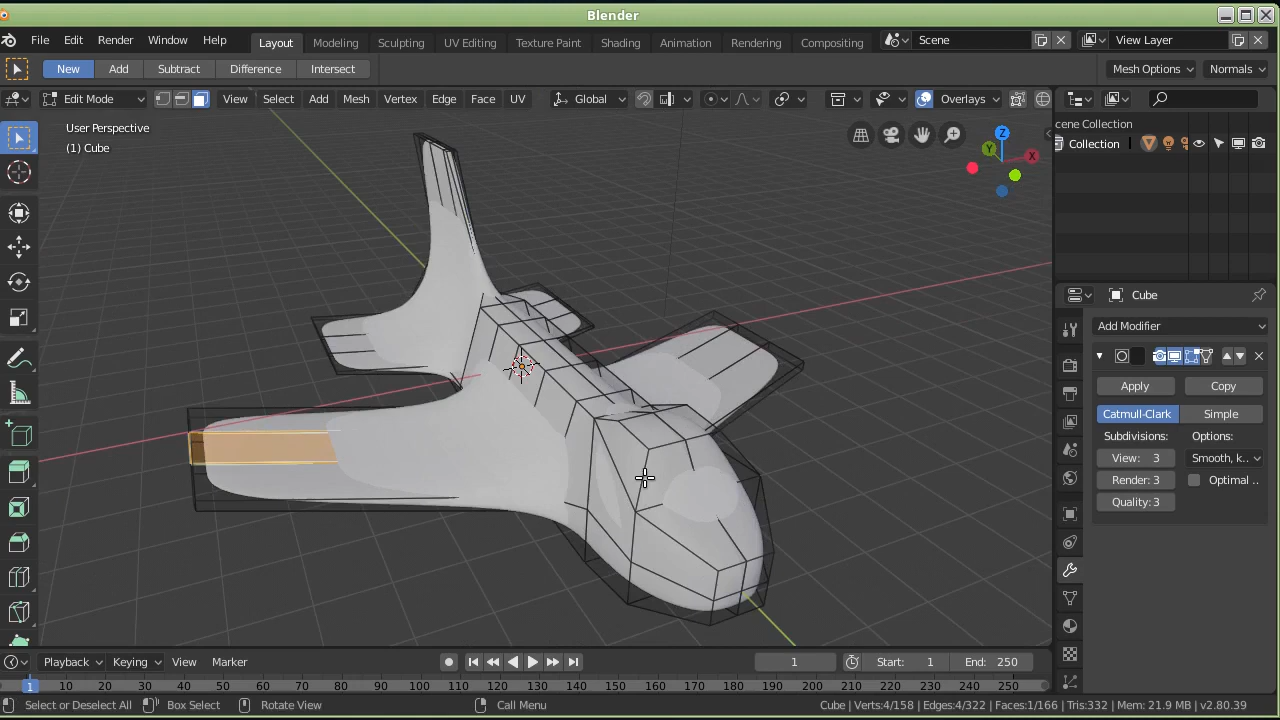 Blender
File Edit Render Window Help Layout Modeling Sculpting UV Editing Texture Paint Shading Animation Rendering Compositing Scene View Layer
New Add Subtract Difference Intersect Mesh Options Normals
Edit Mode View Select Add Mesh Vertex Edge Face UV Global Overlays
User Perspective
(1) Cube
Z
Y
X
cene Collection
Collection
Cube
Add Modifier
Apply Copy
Catmull-Clark Simple
Subdivisions: Options:
View: 3 Smooth, k..
Render: 3 Optimal ..
Quality: 3
Playback Keying View Marker 1 Start: 1 End: 250
1 10 20 30 40 50 60 70 80 90 100 110 120 130 140 150 160 170 180 190 200 210 220 230 240 250
Select or Deselect All Box Select Rotate View Call Menu Cube | Verts:4/158 | Edges:4/322 | Faces:1/166 | Tris:332 | Mem: 21.9 MB | v2.80.39